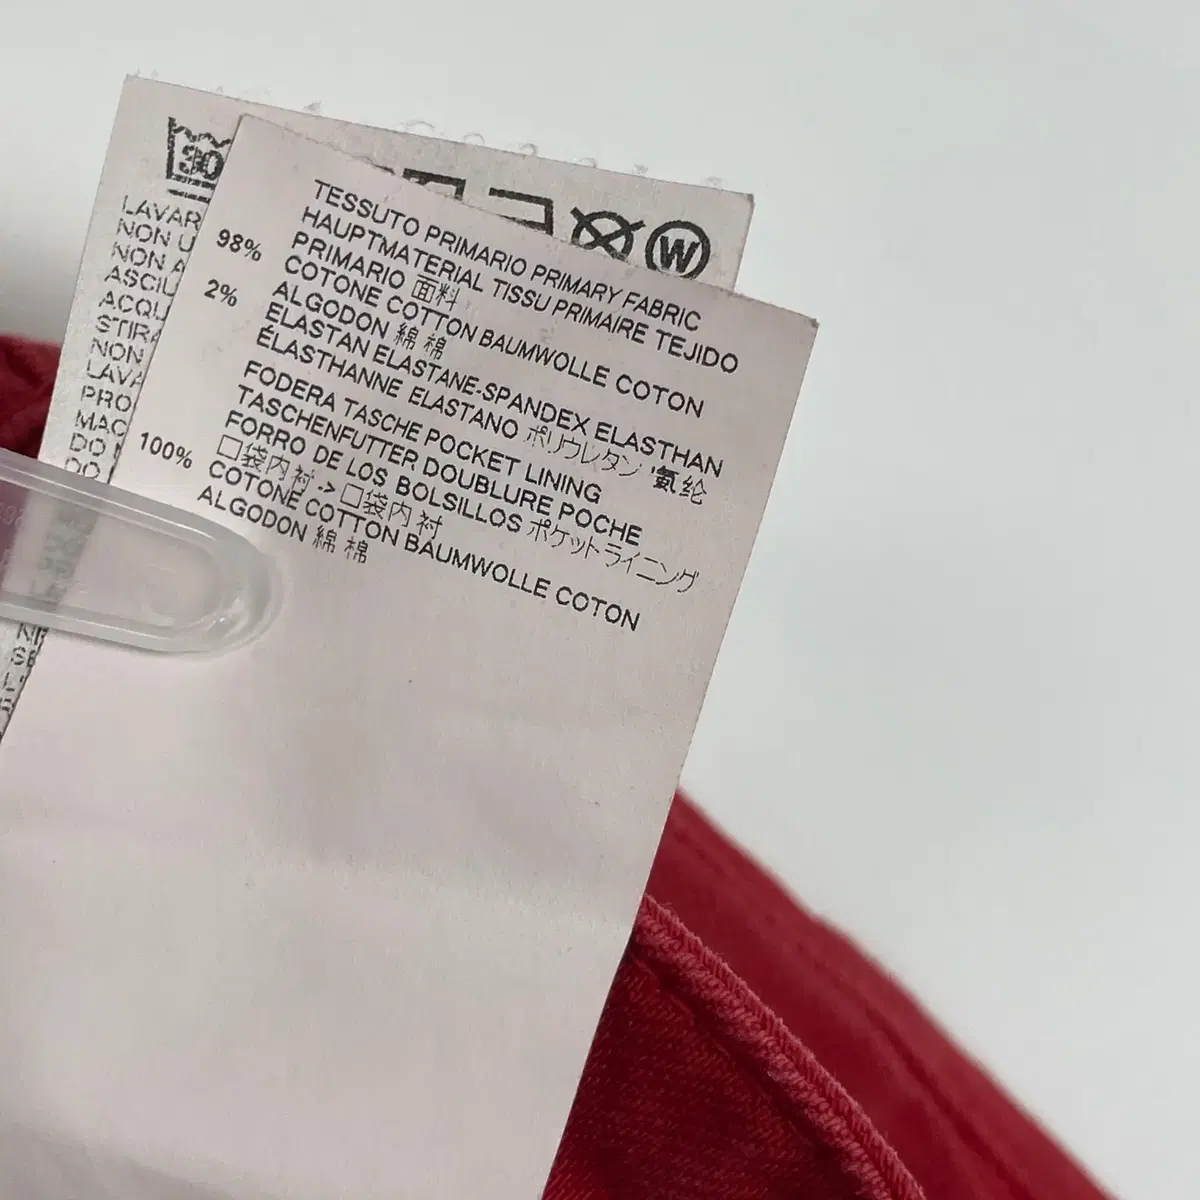 30
W
LAVAR
NON U
NON A
ASCIU
ACQU
STIRA
NON
LAVA
PRO
MAC
DO
DO
TESSUTO PRIMARIO PRIMARY FABRIC
HAUPTMATERIAL TISSU PRIMAIRE TEJIDO
PRIMARIO 面料
98% COTONE COTTON BAUMWOLLE COTON
ALGODON 綿 棉
2% ELASTAN ELASTANE-SPANDEX ELASTHAN
ÉLASTHANNE ELASTANO ポリウレタン 氨纶
FODERA TASCHE POCKET LINING
TASCHENFUTTER DOUBLURE POCHE
FORRO DE LOS BOLSILLOS ポケットライニング
口袋内衬 -> 口袋内衬
100% COTONE COTTON BAUMWOLLE COTON
ALGODON 綿 棉